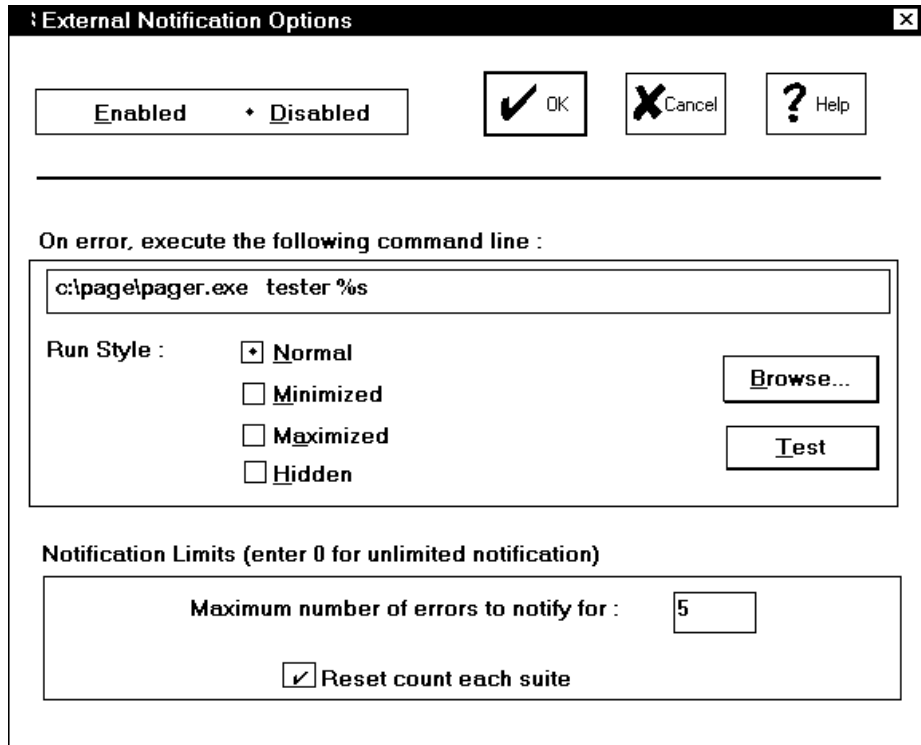 External Notification Options
Enabled Disabled
OK
Cancel
Help
On error, execute the following command line :
c:\page\pager.exe tester %s
Run Style :
Normal
Minimized
Maximized
Hidden
Browse...
Test
Notification Limits (enter 0 for unlimited notification)
Maximum number of errors to notify for : 5
Reset count each suite